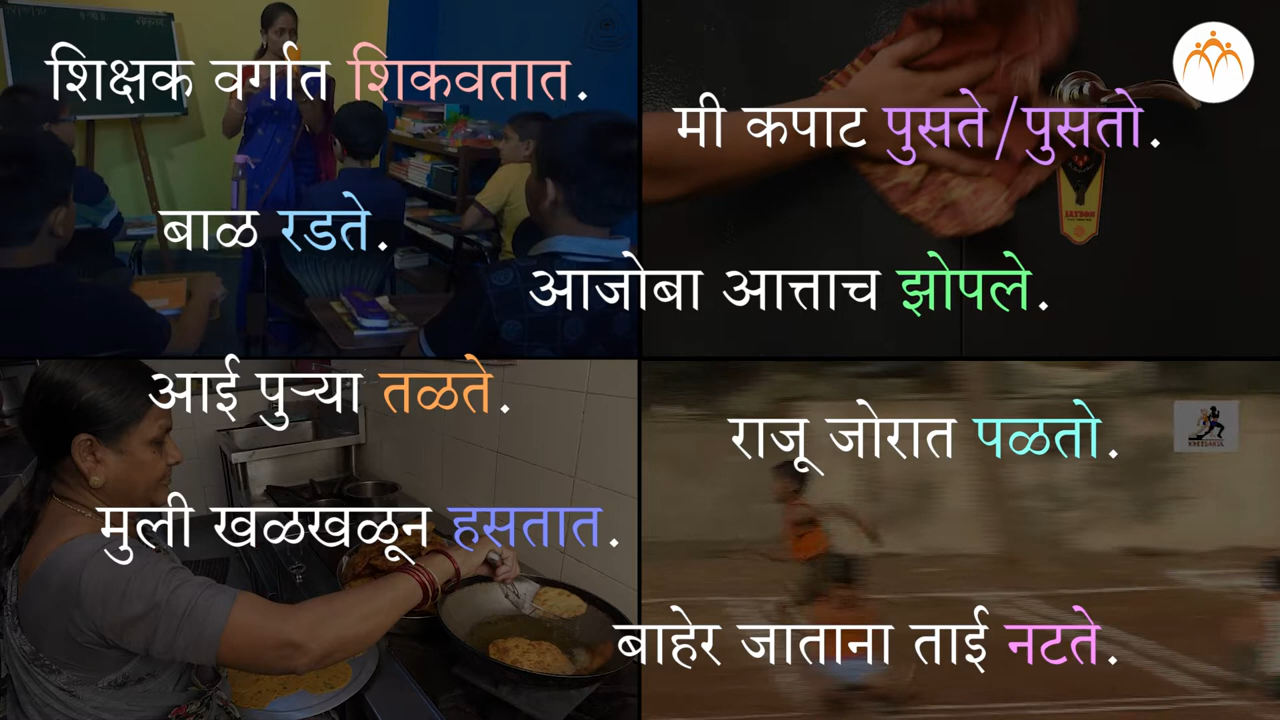 शिक्षक वर्गात शिकवतात.
मी कपाट पुसते/पुसतो.
बाळ रडते.
आजोबा आत्ताच झोपले.
आई पुऱ्या तळते.
राजू जोरात पळतो.
मुली खळखळून हसतात.
बाहेर जाताना ताई नटते.